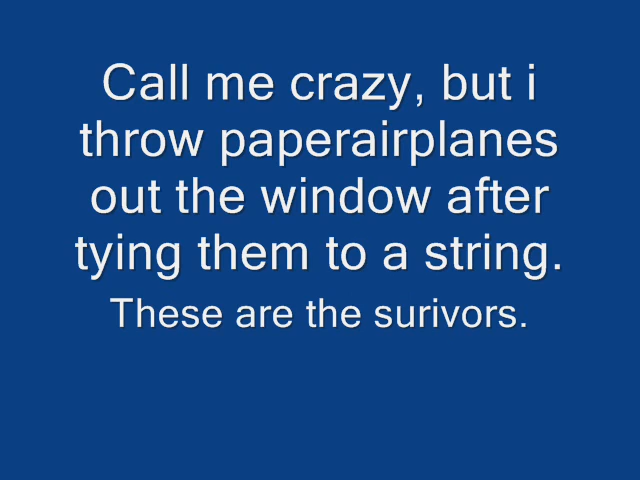 Call me crazy, but i
throw paperairplanes
out the window after
tying them to a string.
These are the surivors.